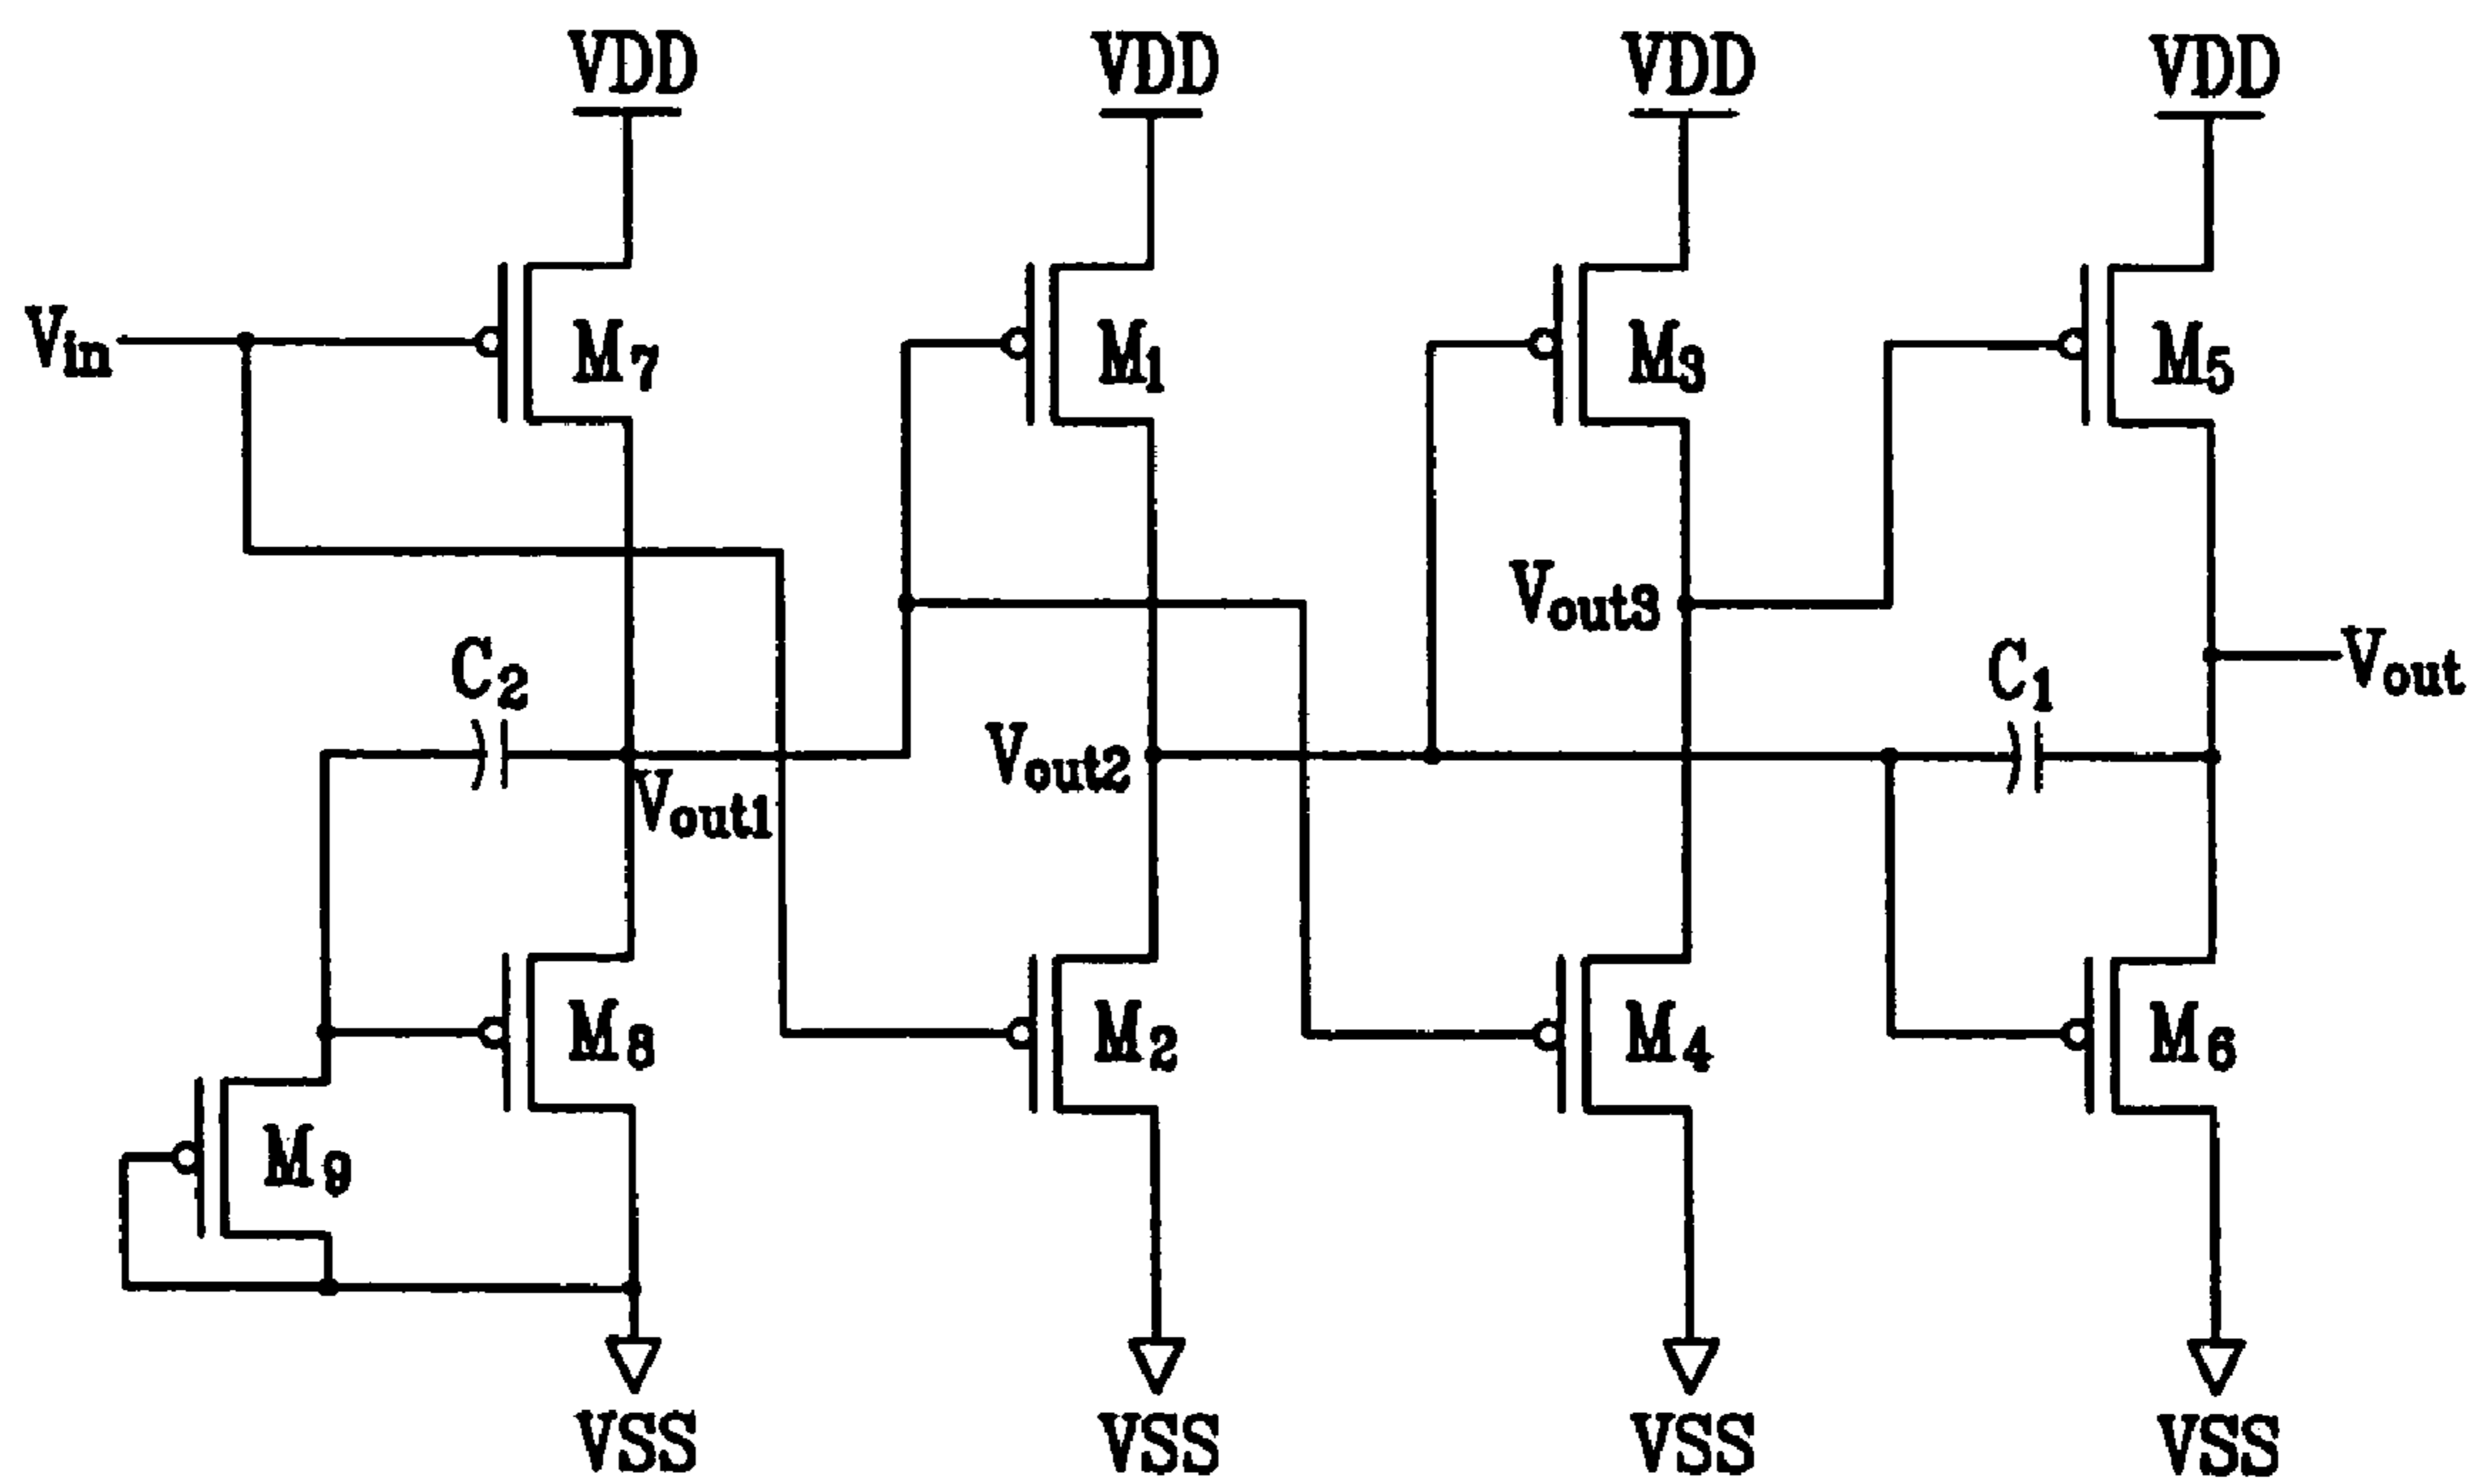 VDD VDD VDD VDD
Vin M7 M1 M3 M5
Vout3
C2 C1 Vout
Vout1 Vout2
M8 M2 M4 M6
M9
VSS VSS VSS VSS